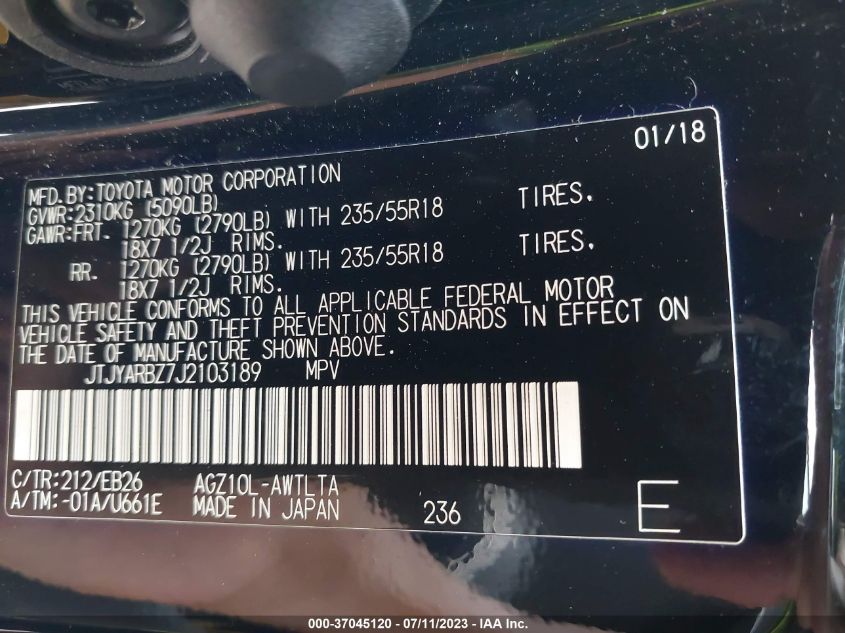 01/18
MFD.BY:TOYOTA MOTOR CORPORATION
GVWR:2310KG (5090LB)
GAWR:FRT. 1270KG (2790LB) WITH 235/55R18 TIRES.
18X7 1/2J RIMS.
RR. 1270KG (2790LB) WITH 235/55R18 TIRES.
18X7 1/2J RIMS.
THIS VEHICLE CONFORMS TO ALL APPLICABLE FEDERAL MOTOR
VEHICLE SAFETY AND THEFT PREVENTION STANDARDS IN EFFECT ON
THE DATE OF MANUFACTURE SHOWN ABOVE.
JTJYARBZ7J2103189 MPV
C/TR:212/EB26 AGZ10L-AWTLTA
A/TM:-01A/U661E MADE IN JAPAN 236 E
000-37045120 - 07/11/2023 - IAA Inc.